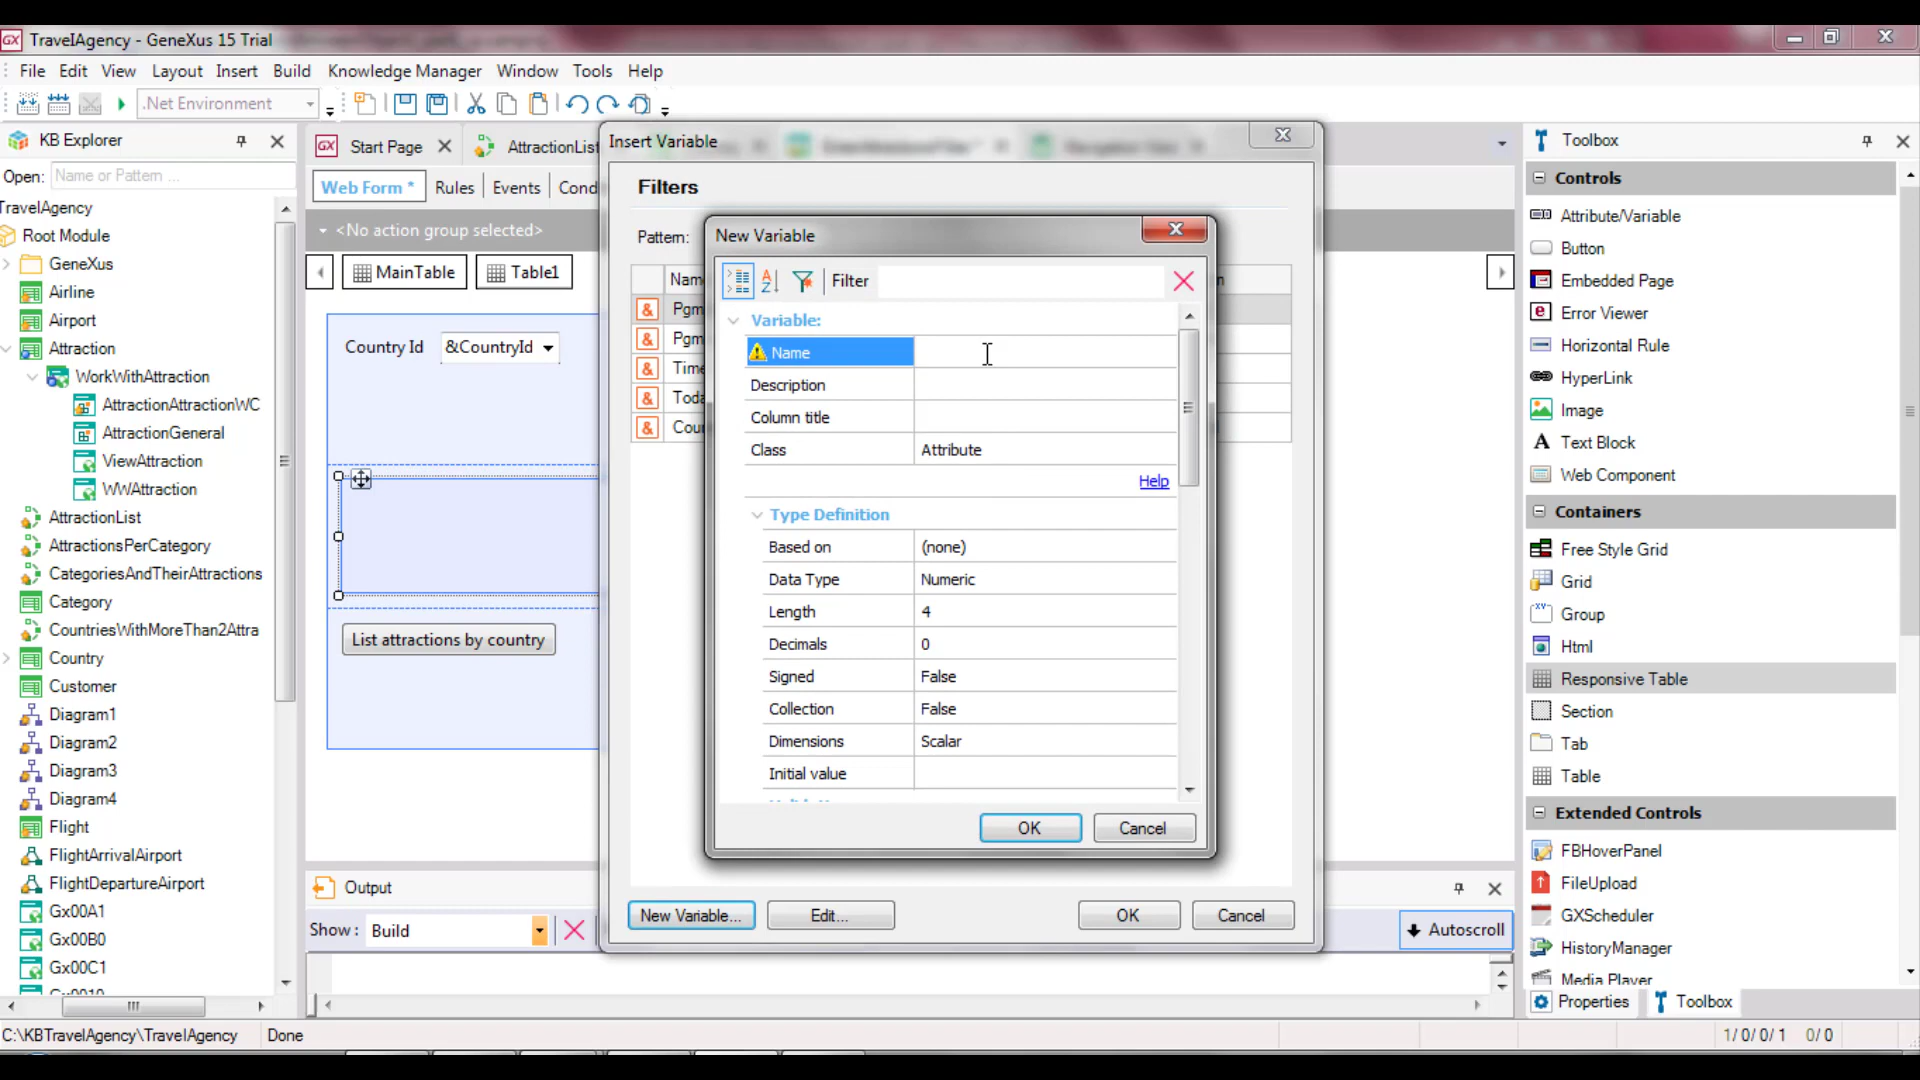 TravelAgency - GeneXus 15 Trial
File Edit View Layout Insert Build Knowledge Manager Window Tools Help
.Net Environment
KB Explorer
Open: Name or Pattern ...
TravelAgency
Root Module
GeneXus
Airline
Airport
Attraction
WorkWithAttraction
AttractionAttractionWC
AttractionGeneral
ViewAttraction
WWAttraction
AttractionList
AttractionsPerCategory
CategoriesAndTheirAttractions
Category
CountriesWithMoreThan2Attra
Country
Customer
Diagram1
Diagram2
Diagram3
Diagram4
Flight
FlightArrivalAirport
FlightDepartureAirport
Gx00A1
Gx00B0
Gx00C1
Start Page AttractionList
Web Form * Rules Events Cond
<No action group selected>
MainTable Table1
Country Id &CountryId
List attractions by country
Output
Show : Build
Autoscroll
Insert Variable
Filters
Pattern:
Nam
Pgm
Pgm
Time
Toda
Cou
New Variable... Edit... OK Cancel
New Variable
Filter
Variable:
Name
Description
Column title
Class Attribute
Help
Type Definition
Based on (none)
Data Type Numeric
Length 4
Decimals 0
Signed False
Collection False
Dimensions Scalar
Initial value
OK Cancel
Toolbox
Controls
Attribute/Variable
Button
Embedded Page
Error Viewer
Horizontal Rule
HyperLink
Image
Text Block
Web Component
Containers
Free Style Grid
Grid
Group
Html
Responsive Table
Section
Tab
Table
Extended Controls
FBHoverPanel
FileUpload
GXScheduler
HistoryManager
Media Player
Properties Toolbox
C:\KBTravelAgency\TravelAgency Done 1/0/0/1 0/0